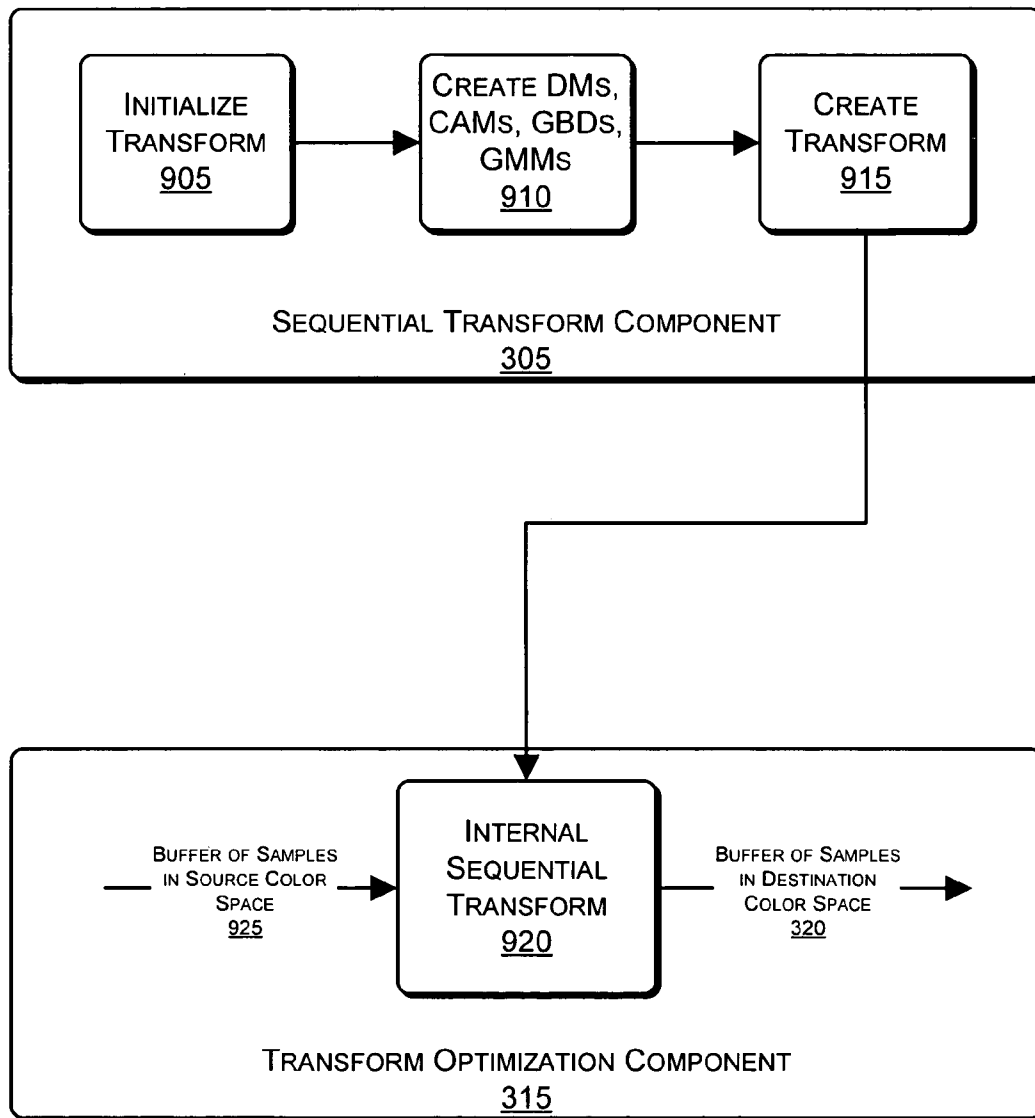 INITIALIZE
TRANSFORM
905
CREATE DMS,
CAMS, GBDS,
GMMS
910
CREATE
TRANSFORM
915
SEQUENTIAL TRANSFORM COMPONENT
305
BUFFER OF SAMPLES
IN SOURCE COLOR
SPACE
925
INTERNAL
SEQUENTIAL
TRANSFORM
920
BUFFER OF SAMPLES
IN DESTINATION
COLOR SPACE
320
TRANSFORM OPTIMIZATION COMPONENT
315